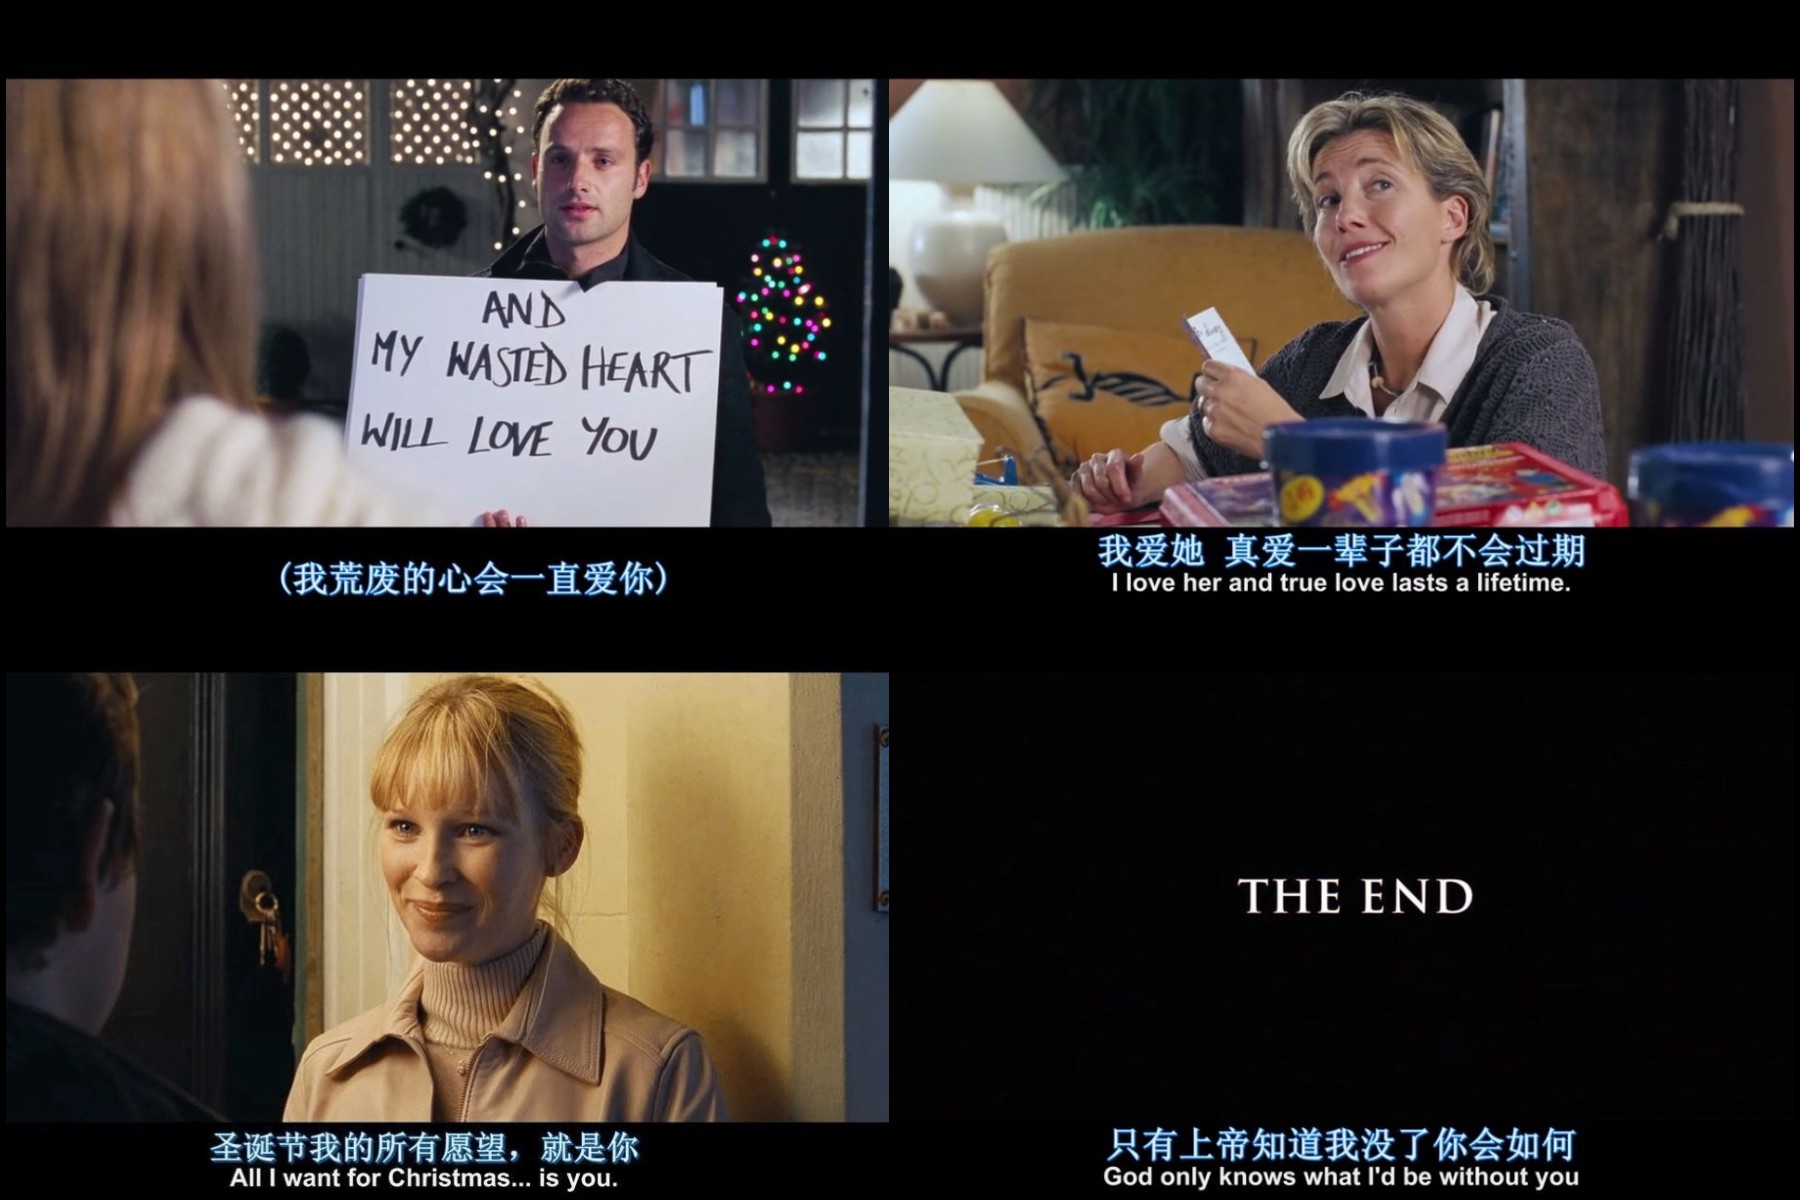 AND
MY WASTED HEART
WILL LOVE YOU
(我荒废的心会一直爱你)
我爱她 真爱一辈子都不会过期
I love her and true love lasts a lifetime.
圣诞节我的所有愿望，就是你
All I want for Christmas... is you.
THE END
只有上帝知道我没了你会如何
God only knows what I'd be without you